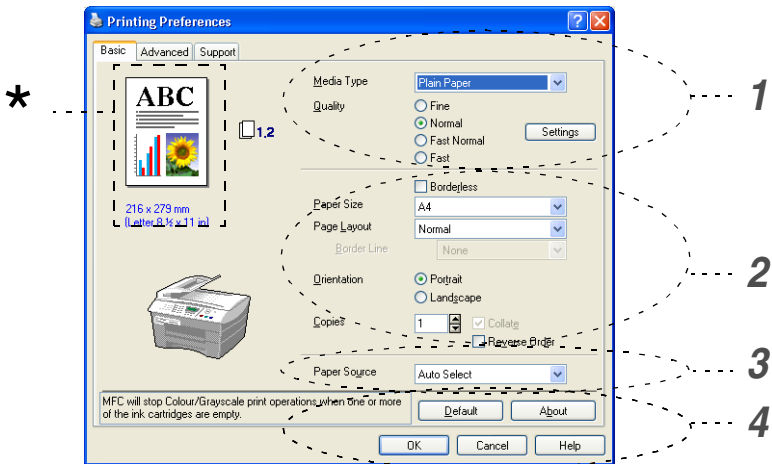 Printing Preferences
Basic Advanced Support
*
ABC
1.2
216 x 279 mm
(Letter 8 ½ x 11 in)
Media Type Plain Paper
Quality Fine
Normal
Fast Normal
Fast
Settings
1
Borderless
Paper Size A4
Page Layout Normal
Border Line None
Orientation Portrait
Landscape
Copies 1 Collate
Reverse Order
2
Paper Source Auto Select
3
MFC will stop Colour/Grayscale print operations when one or more
of the ink cartridges are empty.
Default About
4
OK Cancel Help